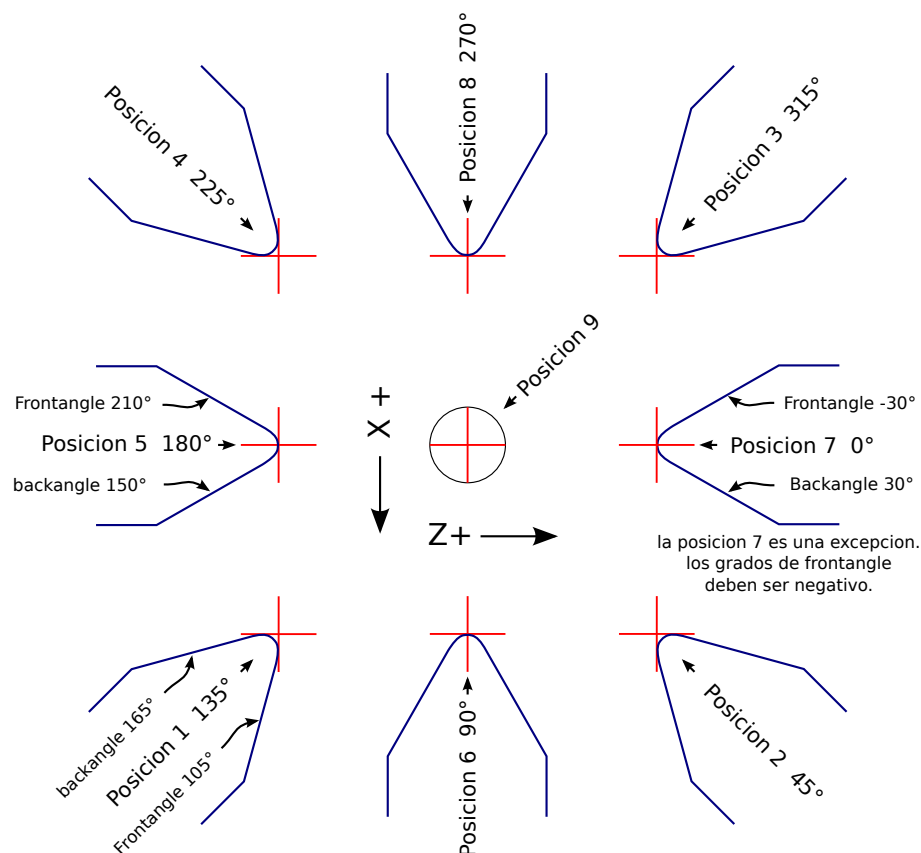 Posicion 4 225°
Posicion 8 270°
Posicion 3 315°
Posicion 9
Frontangle 210°
Posicion 5 180°
backangle 150°
X +
Z+
Frontangle -30°
Posicion 7 0°
Backangle 30°
la posicion 7 es una excepcion.
los grados de frontangle
deben ser negativo.
backangle 165°
Posicion 1 135°
Frontangle 105°
Posicion 6 90°
Posicion 2 45°